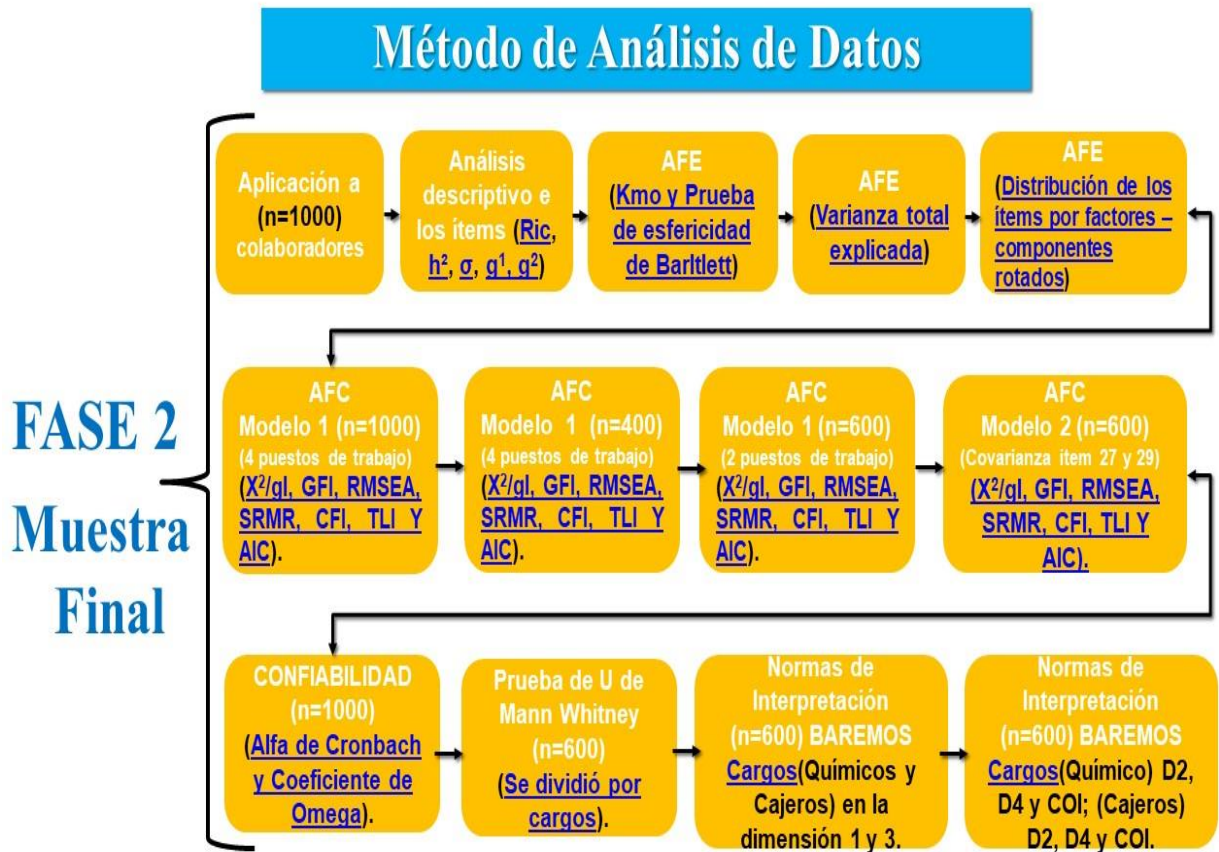 Método de Análisis de Datos
FASE 2
Muestra
Final
Aplicación a
(n=1000)
colaboradores
Análisis
descriptivo e
los ítems (Ric,
h², σ, g¹, g²)
AFE
(Kmo y Prueba
de esfericidad
de Barltlett)
AFE
(Varianza total
explicada)
AFE
(Distribución de los
ítems por factores –
componentes
rotados)
AFC
Modelo 1 (n=1000)
(4 puestos de trabajo)
(X²/gl, GFI, RMSEA,
SRMR, CFI, TLI Y
AIC).
AFC
Modelo 1 (n=400)
(4 puestos de trabajo)
(X²/gl, GFI, RMSEA,
SRMR, CFI, TLI Y
AIC).
AFC
Modelo 1 (n=600)
(2 puestos de trabajo)
(X²/gl, GFI, RMSEA,
SRMR, CFI, TLI Y
AIC).
AFC
Modelo 2 (n=600)
(Covarianza ítem 27 y 29)
(X²/gl, GFI, RMSEA,
SRMR, CFI, TLI Y
AIC).
CONFIABILIDAD
(n=1000)
(Alfa de Cronbach
y Coeficiente de
Omega).
Prueba de U de
Mann Whitney
(n=600)
(Se dividió por
cargos).
Normas de
Interpretación
(n=600) BAREMOS
Cargos(Químicos y
Cajeros) en la
dimensión 1 y 3.
Normas de
Interpretación
(n=600) BAREMOS
Cargos(Químico) D2,
D4 y COI; (Cajeros)
D2, D4 y COI.